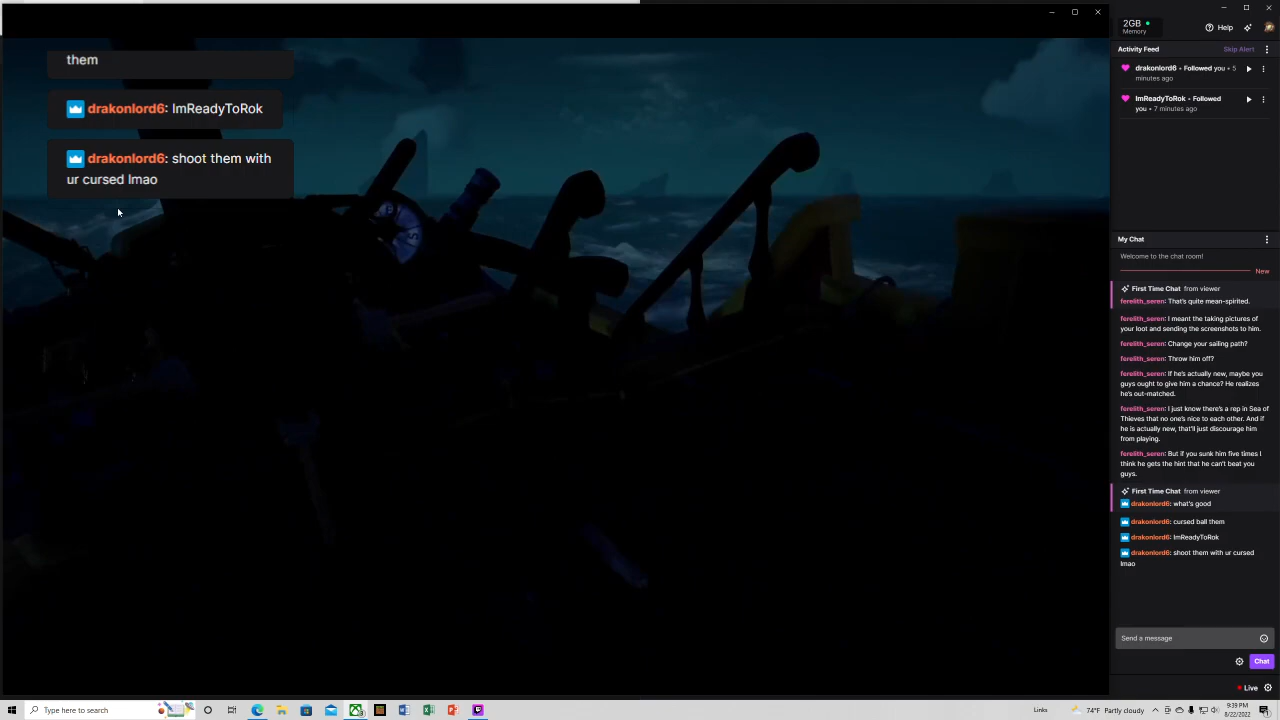 them
drakonlord6: ImReadyToRok
drakonlord6: shoot them with
ur cursed lmao
2GB
Memory
Help
Activity Feed
Skip Alert
drakonlord6 • Followed you • 5
minutes ago
ImReadyToRok • Followed
you • 7 minutes ago
My Chat
Welcome to the chat room!
New
First Time Chat from viewer
ferelith_seren: That's quite mean-spirited.
ferelith_seren: I meant the taking pictures of
your loot and sending the screenshots to him.
ferelith_seren: Change your sailing path?
ferelith_seren: Throw him off?
ferelith_seren: If he's actually new, maybe you
guys ought to give him a chance? He realizes
he's out-matched.
ferelith_seren: I just know there's a rep in Sea of
Thieves that no one's nice to each other. And if
he is actually new, that'll just discourage him
from playing.
ferelith_seren: But if you sunk him five times I
think he gets the hint that he can't beat you
guys.
First Time Chat from viewer
drakonlord6: what's good
drakonlord6: cursed ball them
drakonlord6: ImReadyToRok
drakonlord6: shoot them with ur cursed
lmao
Send a message
Chat
Live
Type here to search
Links
74°F Partly cloudy
9:39 PM
8/22/2022